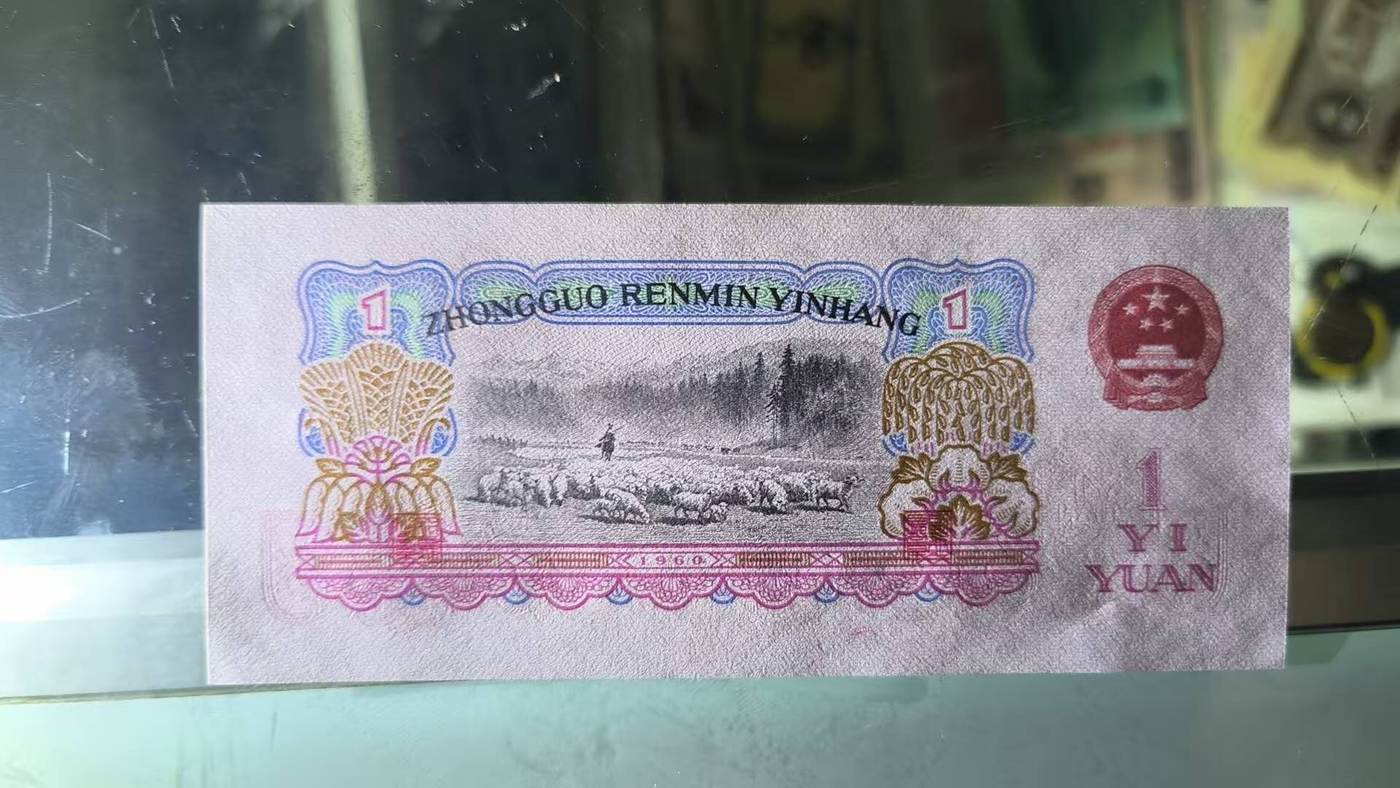 1
ZHONGGUO RENMIN YINHANG
1
1
YI
YUAN
1960